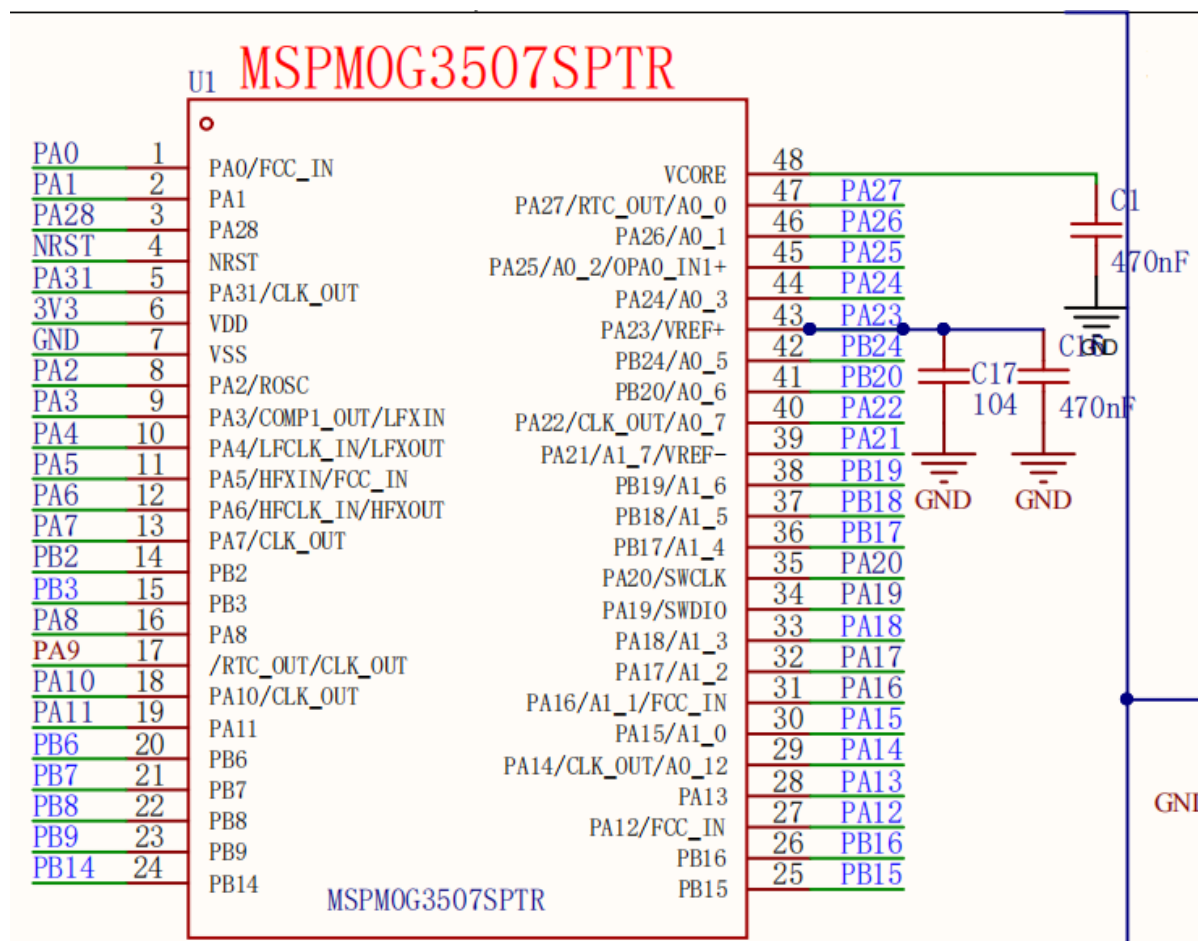 MSPM0G3507SPTR
U1
PA0 1 PA0/FCC_IN
PA1 2 PA1
PA28 3 PA28
NRST 4 NRST
PA31 5 PA31/CLK_OUT
3V3 6 VDD
GND 7 VSS
PA2 8 PA2/ROSC
PA3 9 PA3/COMP1_OUT/LFXIN
PA4 10 PA4/LFCLK_IN/LFXOUT
PA5 11 PA5/HFXIN/FCC_IN
PA6 12 PA6/HFCLK_IN/HFXOUT
PA7 13 PA7/CLK_OUT
PB2 14 PB2
PB3 15 PB3
PA8 16 PA8
PA9 17 /RTC_OUT/CLK_OUT
PA10 18 PA10/CLK_OUT
PA11 19 PA11
PB6 20 PB6
PB7 21 PB7
PB8 22 PB8
PB9 23 PB9
PB14 24 PB14
VCORE 48
PA27/RTC_OUT/A0_0 47 PA27
PA26/A0_1 46 PA26
PA25/A0_2/OPA0_IN1+ 45 PA25
PA24/A0_3 44 PA24
PA23/VREF+ 43 PA23
PB24/A0_5 42 PB24
PB20/A0_6 41 PB20
PA22/CLK_OUT/A0_7 40 PA22
PA21/A1_7/VREF- 39 PA21
PB19/A1_6 38 PB19
PB18/A1_5 37 PB18
PB17/A1_4 36 PB17
PA20/SWCLK 35 PA20
PA19/SWDIO 34 PA19
PA18/A1_3 33 PA18
PA17/A1_2 32 PA17
PA16/A1_1/FCC_IN 31 PA16
PA15/A1_0 30 PA15
PA14/CLK_OUT/A0_12 29 PA14
PA13 28 PA13
PA12/FCC_IN 27 PA12
PB16 26 PB16
PB15 25 PB15
MSPM0G3507SPTR
C1
470nF
GND
C17
104
470nF
GND
GND